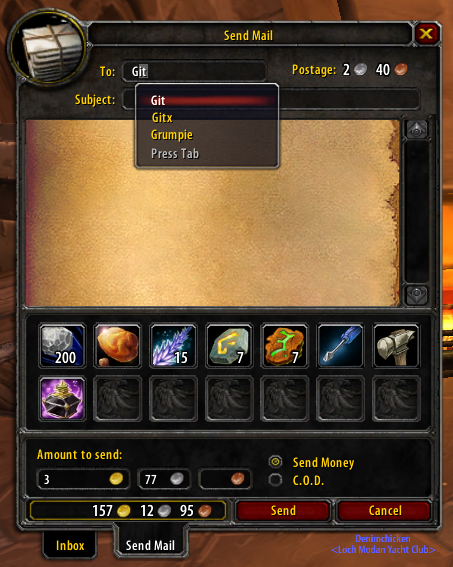 Send Mail
To: Git
Postage: 2 40
Subject:
Git
Gitx
Grumpie
Press Tab
200 15 7 7
Amount to send:
3 77
Send Money
C.O.D.
157 12 95 Send Cancel
Inbox Send Mail
Denimchicken
<Loch Modan Yacht Club>